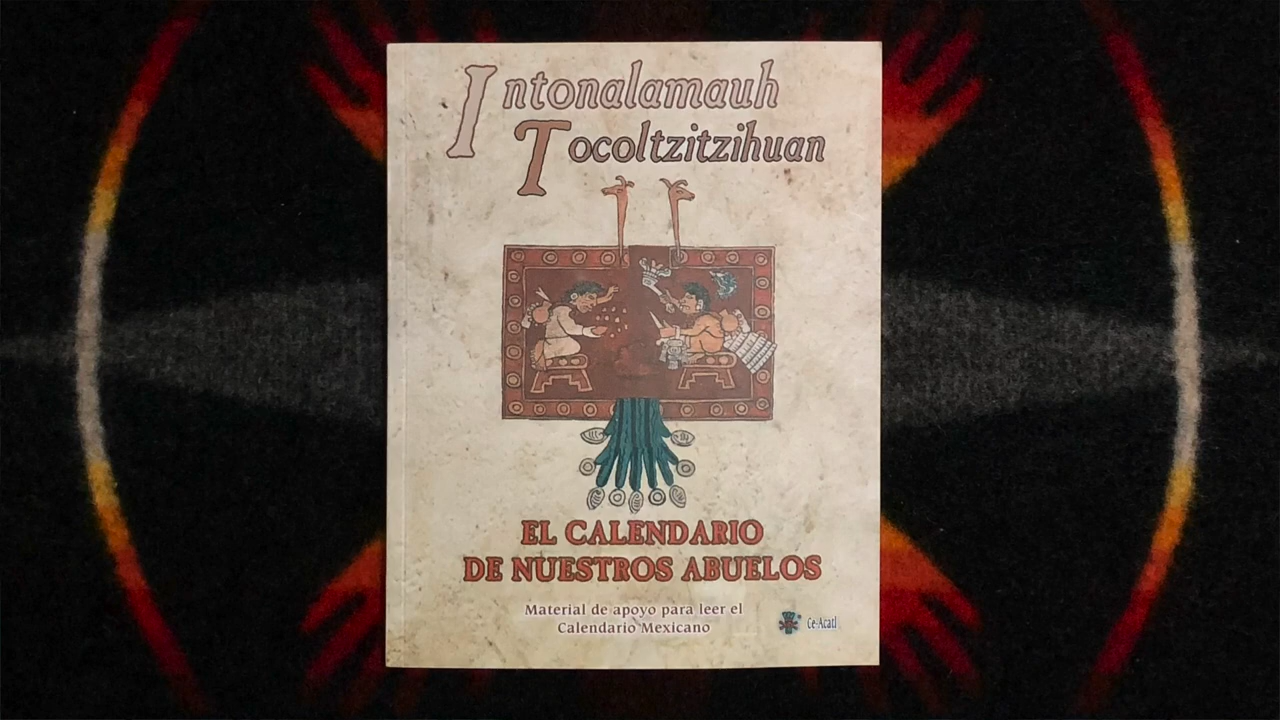 Intonalamauh
Tocoltzitzihuan
EL CALENDARIO
DE NUESTROS ABUELOS
Material de apoyo para leer el
Calendario Mexicano
Ce-Acatl